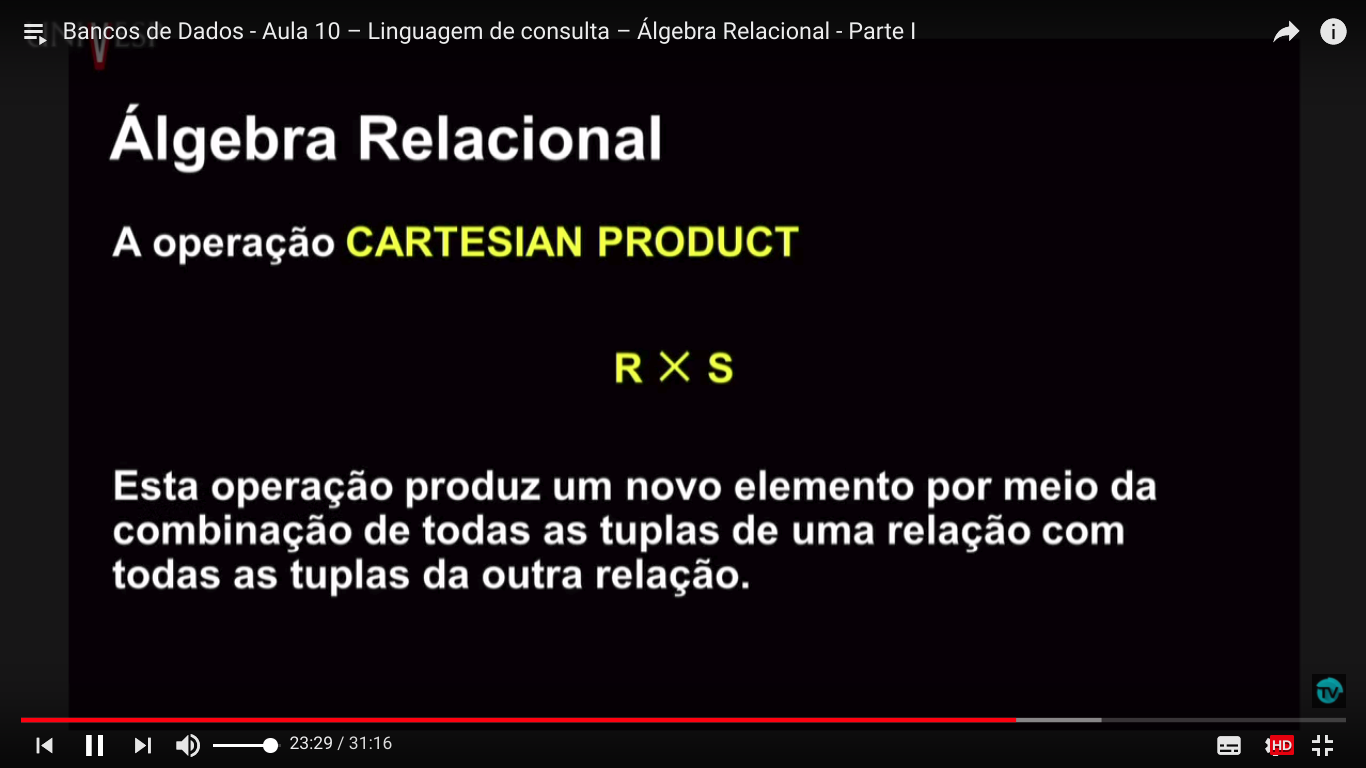 Bancos de Dados - Aula 10 – Linguagem de consulta – Álgebra Relacional - Parte I
Álgebra Relacional
A operação CARTESIAN PRODUCT
R × S
Esta operação produz um novo elemento por meio da
combinação de todas as tuplas de uma relação com
todas as tuplas da outra relação.
TV
23:29 / 31:16
HD